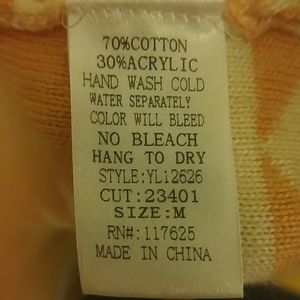 70%COTTON
30%ACRYLIC
HAND WASH COLD
WATER SEPARATELY
COLOR WILL BLEED
NO BLEACH
HANG TO DRY
STYLE:YL12626
CUT:23401
SIZE:M
RN#:117625
MADE IN CHINA